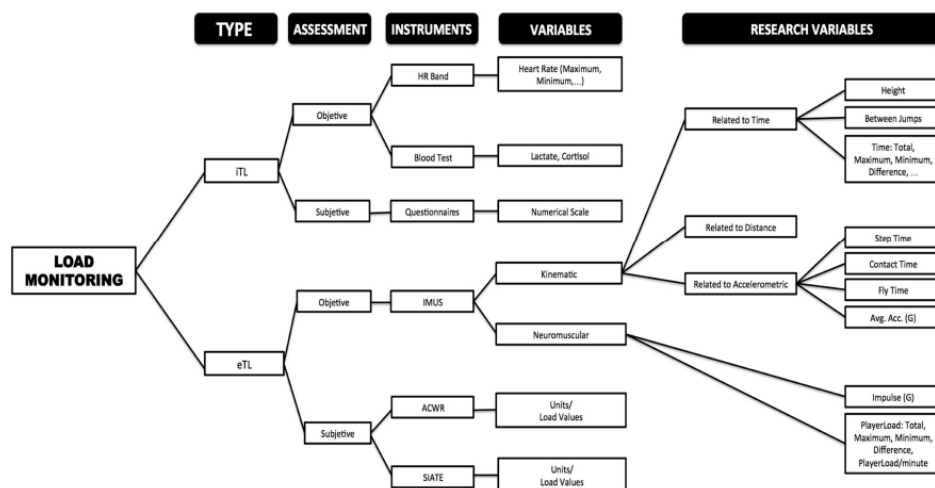 TYPE
ASSESSMENT
INSTRUMENTS
VARIABLES
RESEARCH VARIABLES
LOAD
MONITORING
iTL
eTL
Objetive
Subjetive
Objetive
Subjetive
HR Band
Blood Test
Questionnaires
IMUS
ACWR
SIATE
Heart Rate (Maximum,
Minimum,...)
Lactate, Cortisol
Numerical Scale
Kinematic
Neuromuscular
Units/
Load Values
Units/
Load Values
Related to Time
Related to Distance
Related to Accelerometric
Height
Between Jumps
Time: Total,
Maximum, Minimum,
Difference, ...
Step Time
Contact Time
Fly Time
Avg. Acc. (G)
Impulse (G)
PlayerLoad: Total,
Maximum, Minimum,
Difference,
PlayerLoad/minute